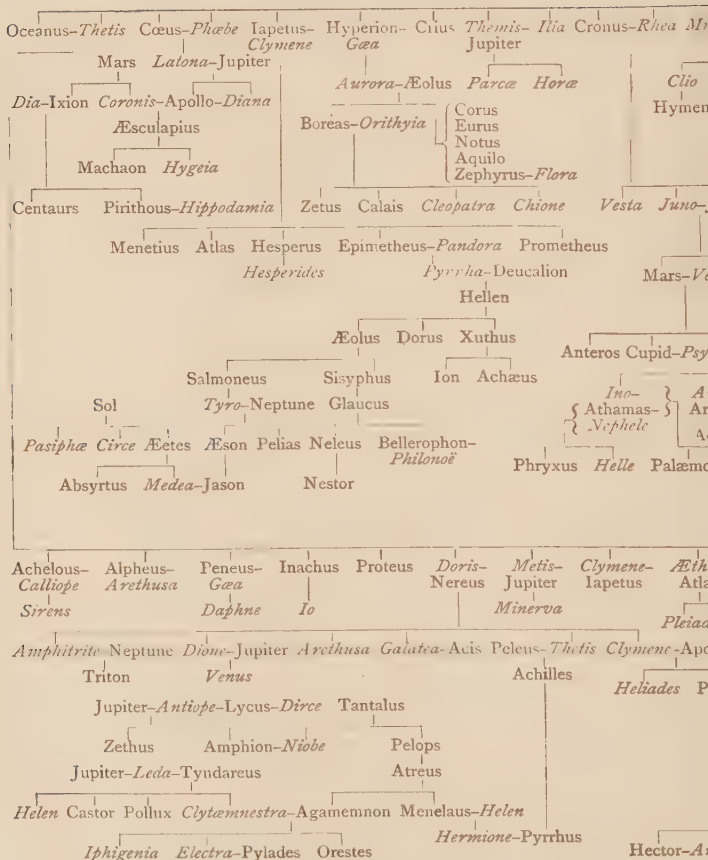 Oceanus–Thetis Cœus–Phœbe Iapetus– Hyperion– Crius Themis– Ilia Cronus–Rhea
Clymene Gæa Jupiter
Mars Latona–Jupiter
Aurora–Æolus Parcæ Horæ Clio
Dia–Ixion Coronis–Apollo–Diana
Corus Hymen
Æsculapius Boreas–Orithyia Eurus
Notus
Machaon Hygeia Aquilo
Zephyrus–Flora
Centaurs Pirithous–Hippodamia Zetus Calais Cleopatra Chione Vesta Juno–
Menetius Atlas Hesperus Epimetheus–Pandora Prometheus
Hesperides Pyrrha–Deucalion Mars–
Hellen
Æolus Dorus Xuthus
Anteros Cupid–
Salmoneus Sisyphus Ion Achæus
Ino–
Sol Tyro–Neptune Glaucus Athamas–
Nephele
Pasiphæ Circe Æetes Æson Pelias Neleus Bellerophon–
Philonoë Phryxus Helle
Absyrtus Medea–Jason Nestor
Achelous– Alpheus– Peneus– Inachus Proteus Doris– Metis– Clymene–
Calliope Arethusa Gæa Nereus Jupiter Iapetus
Sirens Daphne Io Minerva
Amphitrite Neptune Dione–Jupiter Arethusa Galatea–Acis Peleus–Thetis Clymene–
Triton Venus Achilles
Heliades
Jupiter–Antiope–Lycus–Dirce Tantalus
Zethus Amphion–Niobe Pelops
Jupiter–Leda–Tyndareus Atreus
Helen Castor Pollux Clytæmnestra–Agamemnon Menelaus–Helen
Hermione–Pyrrhus
Iphigenia Electra–Pylades Orestes Hector–